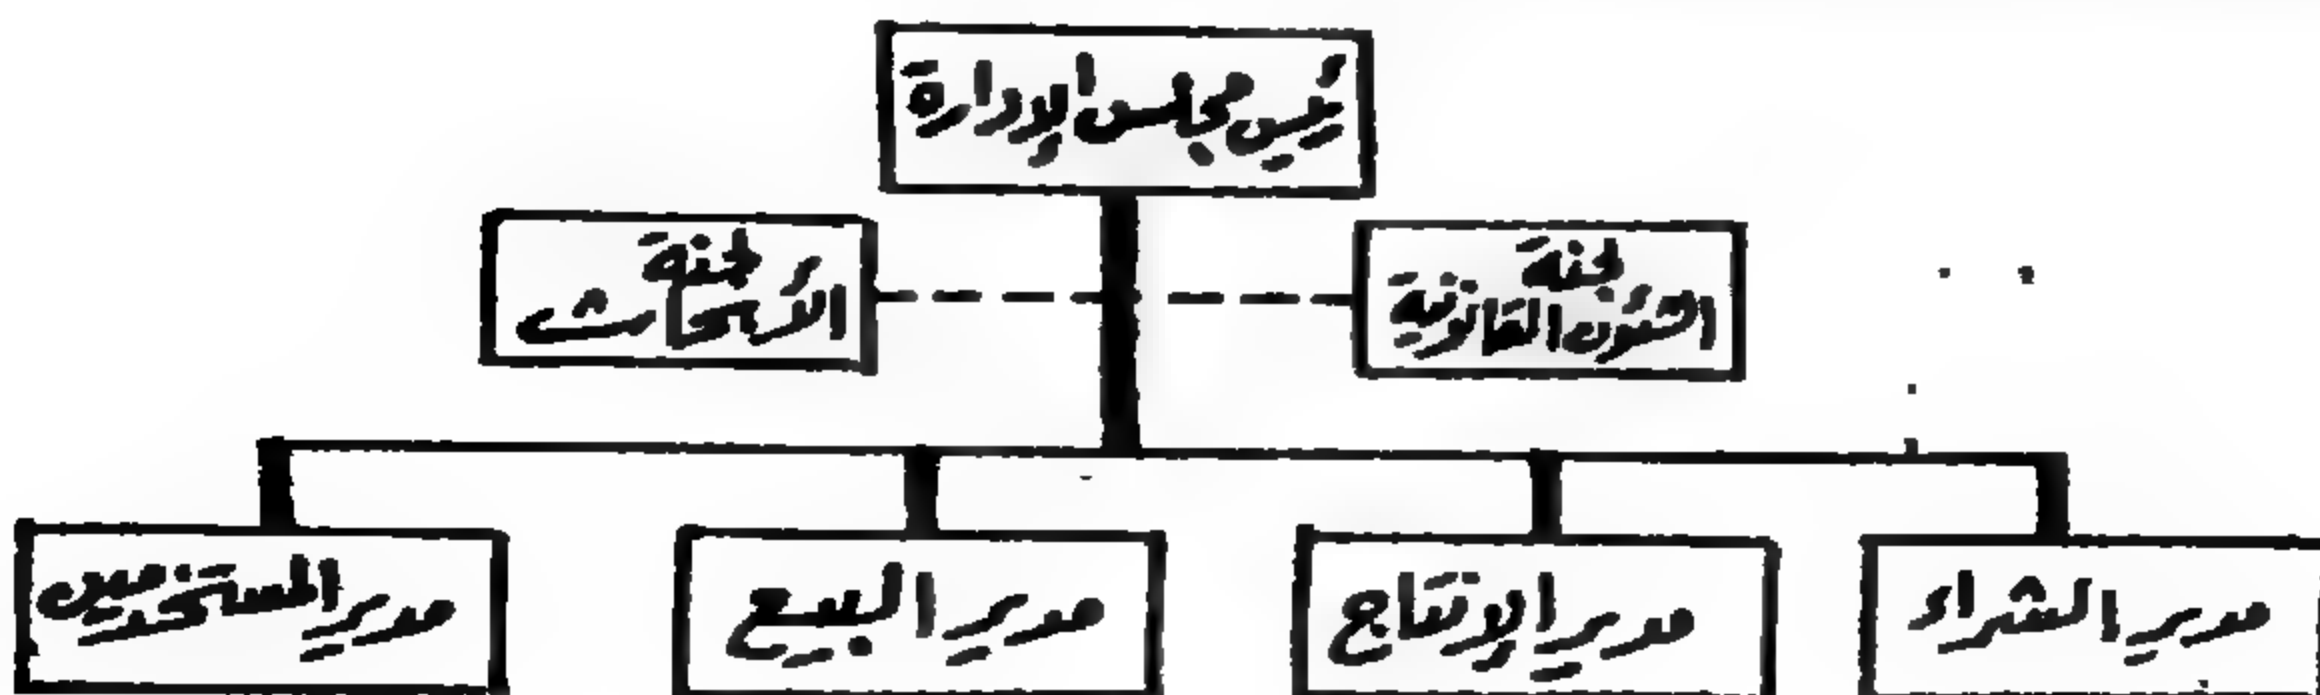 رئيس مجلس الإدارة
لجنة
الشئون القانونية
لجنة
الأبحاث
مدير الشراء
مدير الإنتاج
مدير البيع
مدير المستخدمين